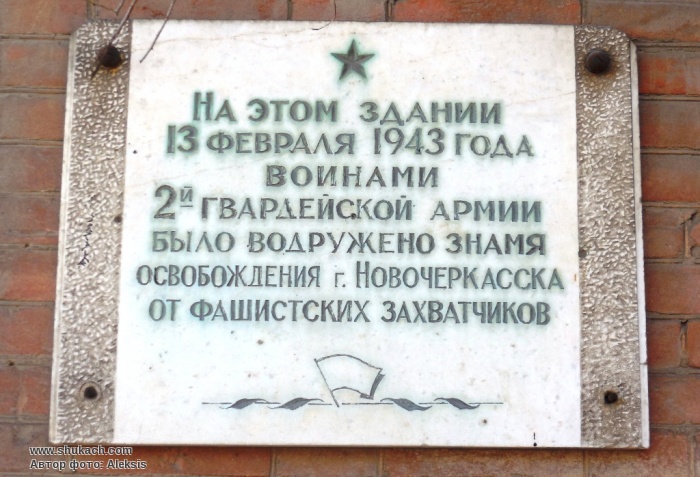 На этом здании
13 февраля 1943 года
воинами
2й гвардейской армии
было водружено знамя
освобождения г. Новочеркасска
от фашистских захватчиков
www.shukach.com
Автор фото: Aleksis